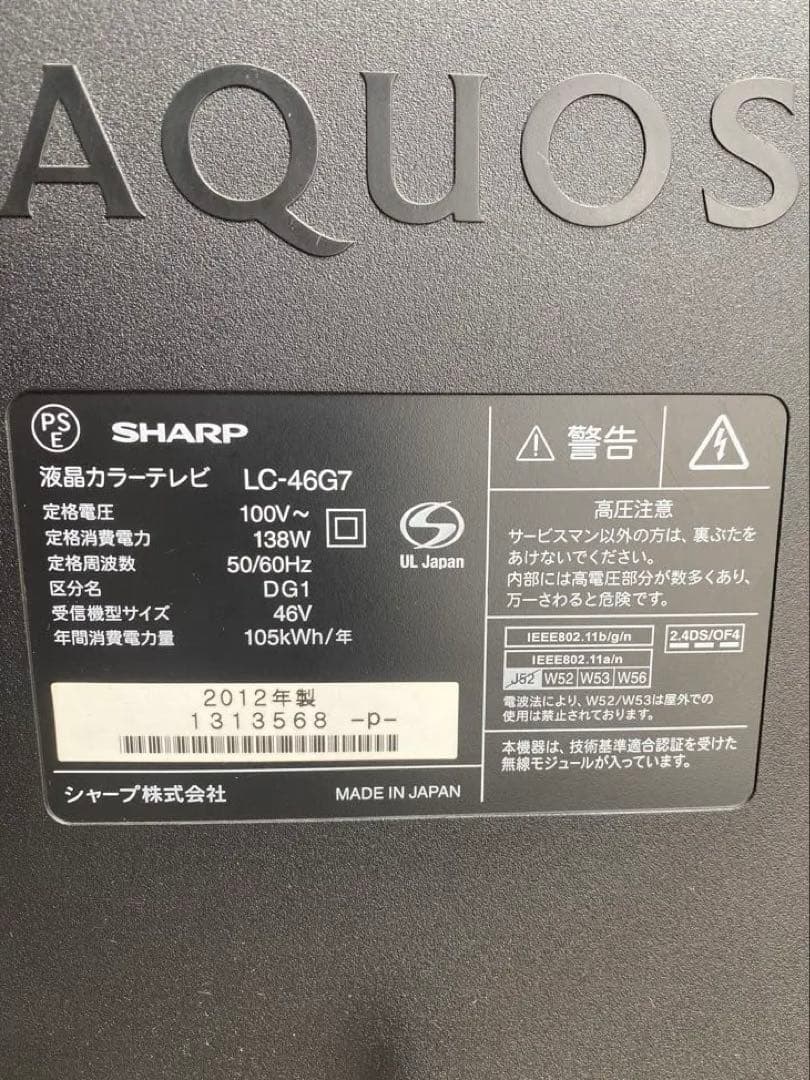 AQUOS
PSE
SHARP
液晶カラーテレビ LC-46G7
定格電圧 100V～
定格消費電力 138W
定格周波数 50/60Hz
区分名 DG1
受信機型サイズ 46V
年間消費電力量 105kWh/年
UL Japan
2012年製
1313568 -p-
シャープ株式会社 MADE IN JAPAN
警告
高圧注意
サービスマン以外の方は、裏ぶたを
あけないでください。
内部には高電圧部分が数多くあり、
万一さわると危険です。
IEEE802.11b/g/n 2.4DS/OF4
IEEE802.11a/n
J52 W52 W53 W56
電波法により、W52/W53は屋外での
使用は禁止されております。
本機器は、技術基準適合認証を受けた
無線モジュールが入っています。